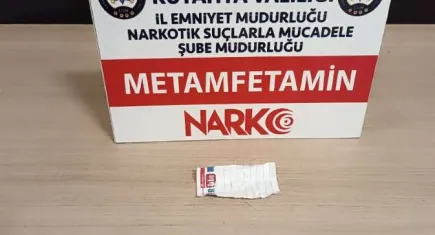 KÜTAHYA VALİLİĞİ
İL EMNİYET MÜDÜRLÜĞÜ
NARKOTİK SUÇLARLA MÜCADELE
ŞUBE MÜDÜRLÜĞÜ
METAMFETAMİN
NARKO